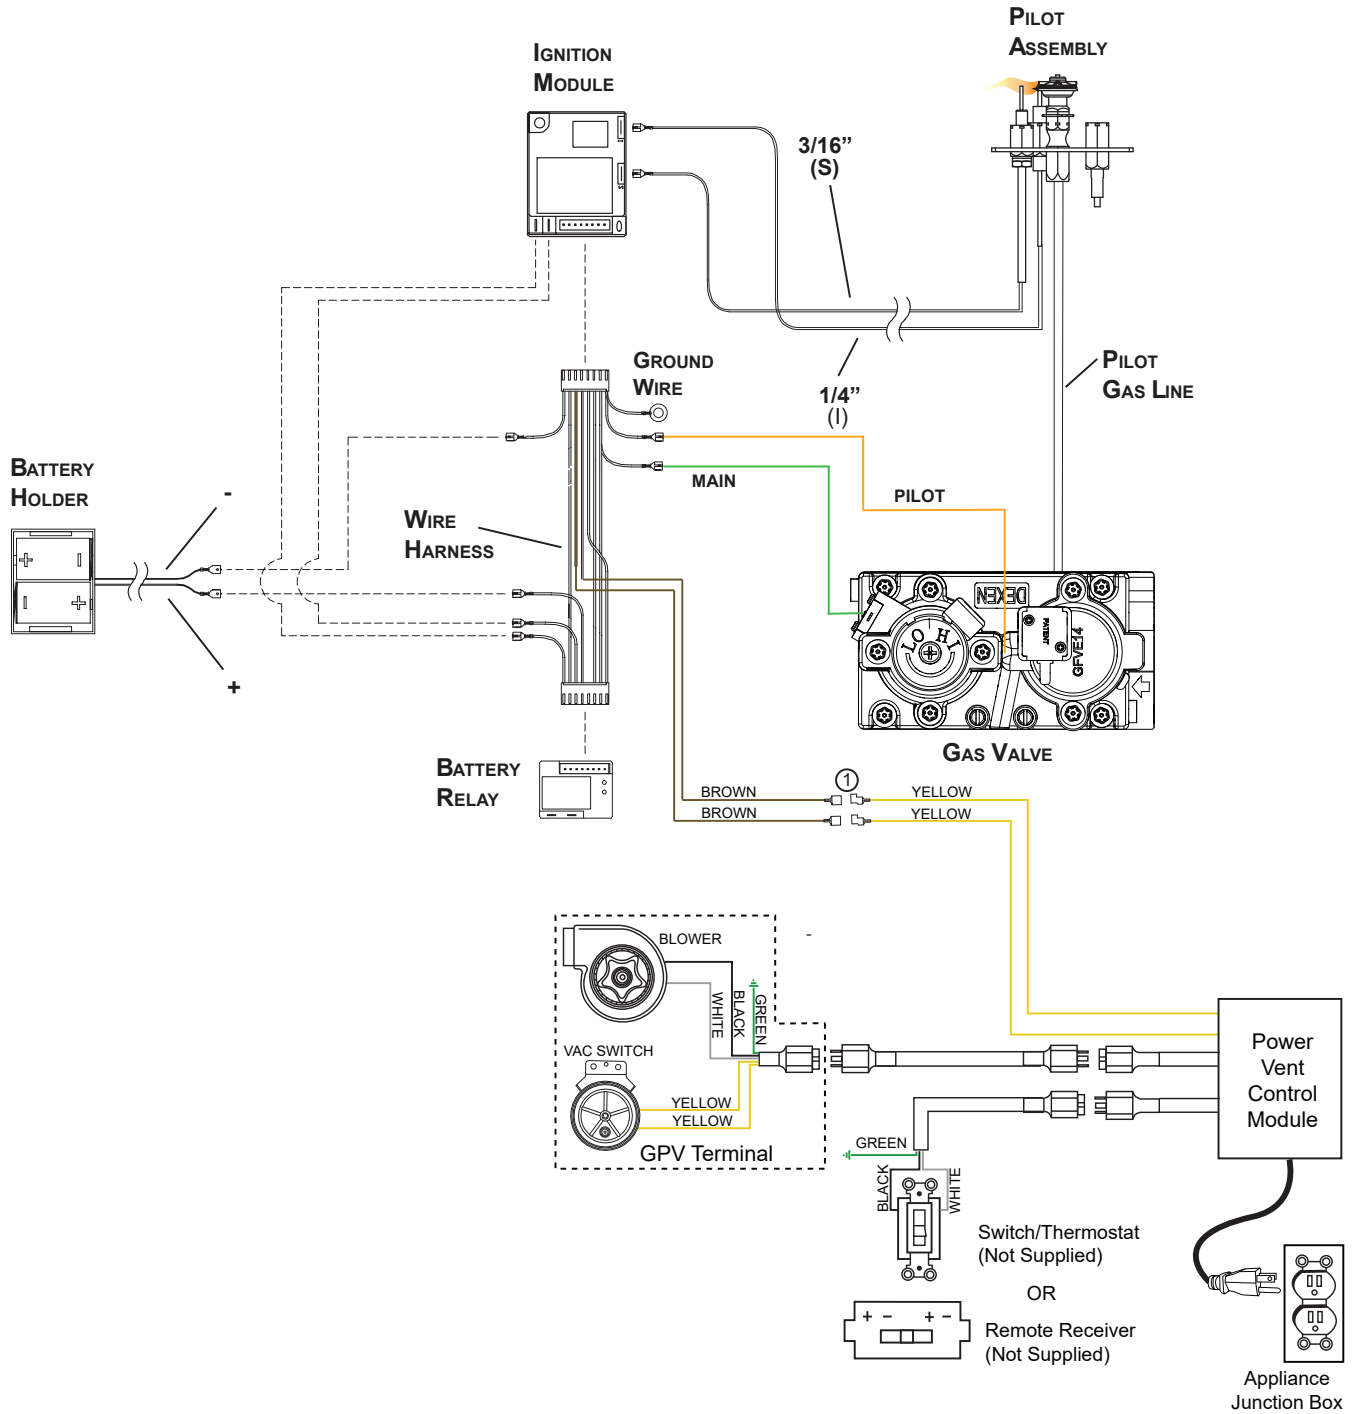 PILOT
ASSEMBLY
IGNITION
MODULE
3/16”
(S)
GROUND
WIRE
1/4”
(I)
PILOT
GAS LINE
BATTERY
HOLDER
-
MAIN
PILOT
WIRE
HARNESS
+ -
- +
+
DEXEN
LO HI
PATENT
GFVE14
GAS VALVE
BATTERY
RELAY
1
BROWN YELLOW
BROWN YELLOW
BLOWER
-
WHITE
BLACK
GREEN
VAC SWITCH
YELLOW
YELLOW
GPV Terminal
Power
Vent
Control
Module
GREEN
BLACK
WHITE
Switch/Thermostat
(Not Supplied)
OR
+ - + -
Remote Receiver
(Not Supplied)
Appliance
Junction Box